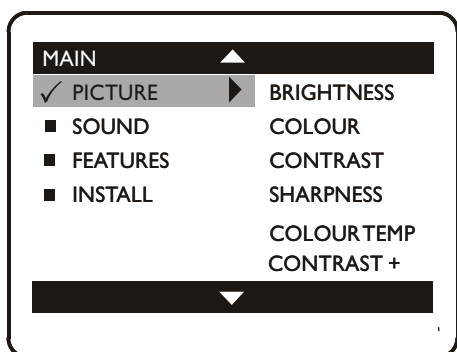 MAIN
✓ PICTURE BRIGHTNESS
■ SOUND COLOUR
■ FEATURES CONTRAST
■ INSTALL SHARPNESS
COLOUR TEMP
CONTRAST +